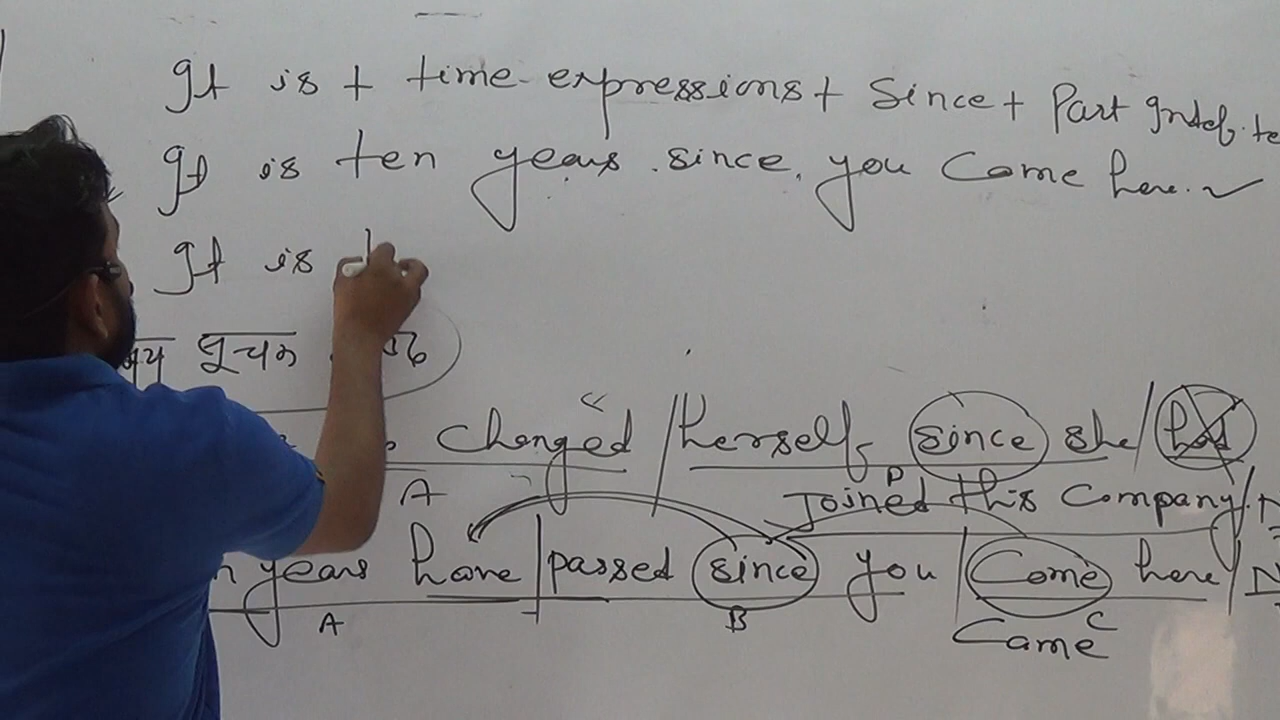 It is + time expressions + Since + Part Indef. te
It is ten years since you Come here.
It is
सूचक
Changed / herself since she / had
A
Joined this Company / N
years have | passed since you | Come here / N
A B C
Came